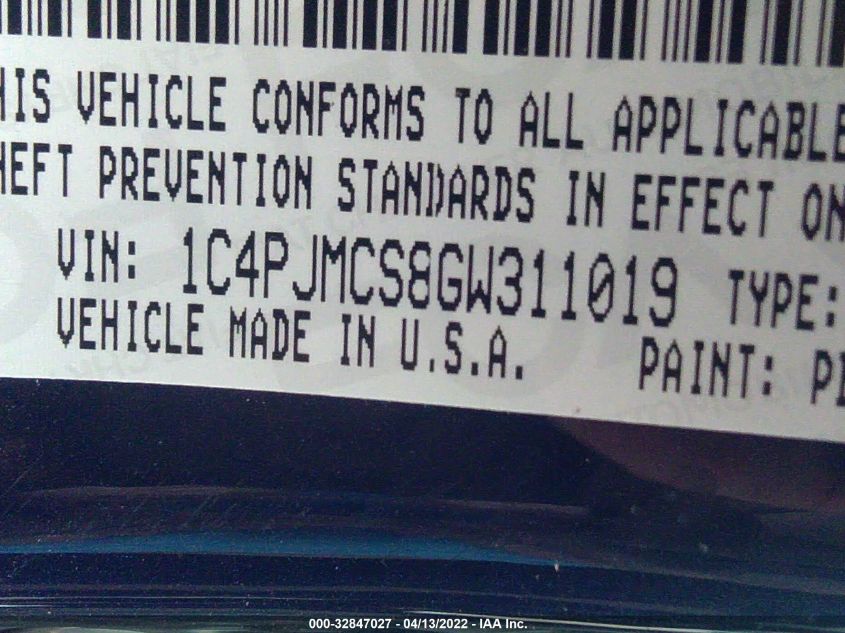 HIS VEHICLE CONFORMS TO ALL APPLICABLE
HEFT PREVENTION STANDARDS IN EFFECT ON
VIN: 1C4PJMCS8GW311019 TYPE:
VEHICLE MADE IN U.S.A. PAINT:
000-32847027 - 04/13/2022 - IAA Inc.